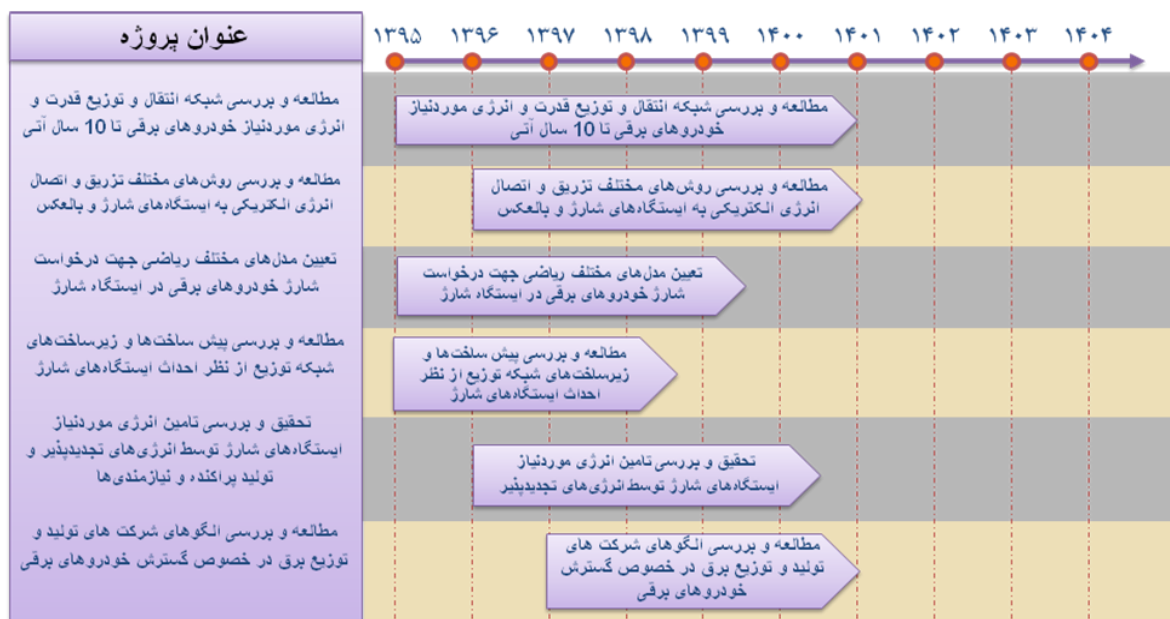 عنوان پروژه
۱۳۹۵ ۱۳۹۶ ۱۳۹۷ ۱۳۹۸ ۱۳۹۹ ۱۴۰۰ ۱۴۰۱ ۱۴۰۲ ۱۴۰۳ ۱۴۰۴
مطالعه و بررسی شبکه انتقال و توزیع قدرت و
انرژی موردنیاز خودروهای برقی تا 10 سال آتی
مطالعه و بررسی شبکه انتقال و توزیع قدرت و انرژی موردنیاز
خودروهای برقی تا 10 سال آتی
مطالعه و بررسی روش‌های مختلف تزریق و اتصال
انرژی الکتریکی به ایستگاه‌های شارژ و بالعکس
مطالعه و بررسی روش‌های مختلف تزریق و اتصال
انرژی الکتریکی به ایستگاه‌های شارژ و بالعکس
تعیین مدل‌های مختلف ریاضی جهت درخواست
شارژ خودروهای برقی در ایستگاه شارژ
تعیین مدل‌های مختلف ریاضی جهت درخواست
شارژ خودروهای برقی در ایستگاه شارژ
مطالعه و بررسی پیش ساخت‌ها و زیرساخت‌های
شبکه توزیع از نظر احداث ایستگاه‌های شارژ
مطالعه و بررسی پیش ساخت‌ها و
زیرساخت‌های شبکه توزیع از نظر
احداث ایستگاه‌های شارژ
تحقیق و بررسی تامین انرژی موردنیاز
ایستگاه‌های شارژ توسط انرژی‌های تجدیدپذیر و
تولید پراکنده و نیازمندی‌ها
تحقیق و بررسی تامین انرژی موردنیاز
ایستگاه‌های شارژ توسط انرژی‌های تجدیدپذیر
مطالعه و بررسی الگوهای شرکت های تولید و
توزیع برق در خصوص گسترش خودروهای برقی
مطالعه و بررسی الگوهای شرکت های
تولید و توزیع برق در خصوص گسترش
خودروهای برقی